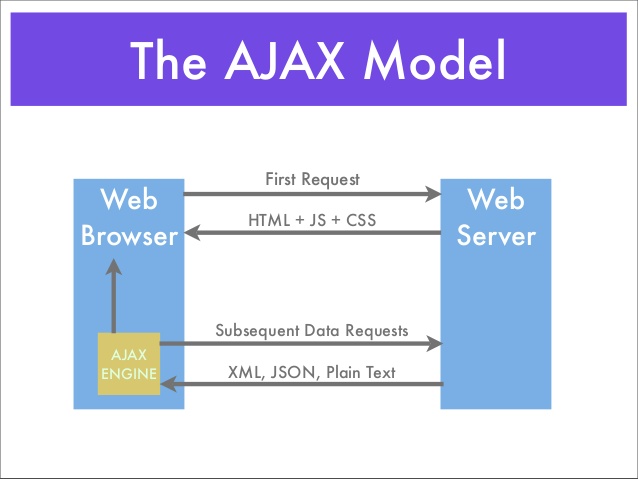 The AJAX Model
Web
Browser
First Request
HTML + JS + CSS
Web
Server
AJAX
ENGINE
Subsequent Data Requests
XML, JSON, Plain Text